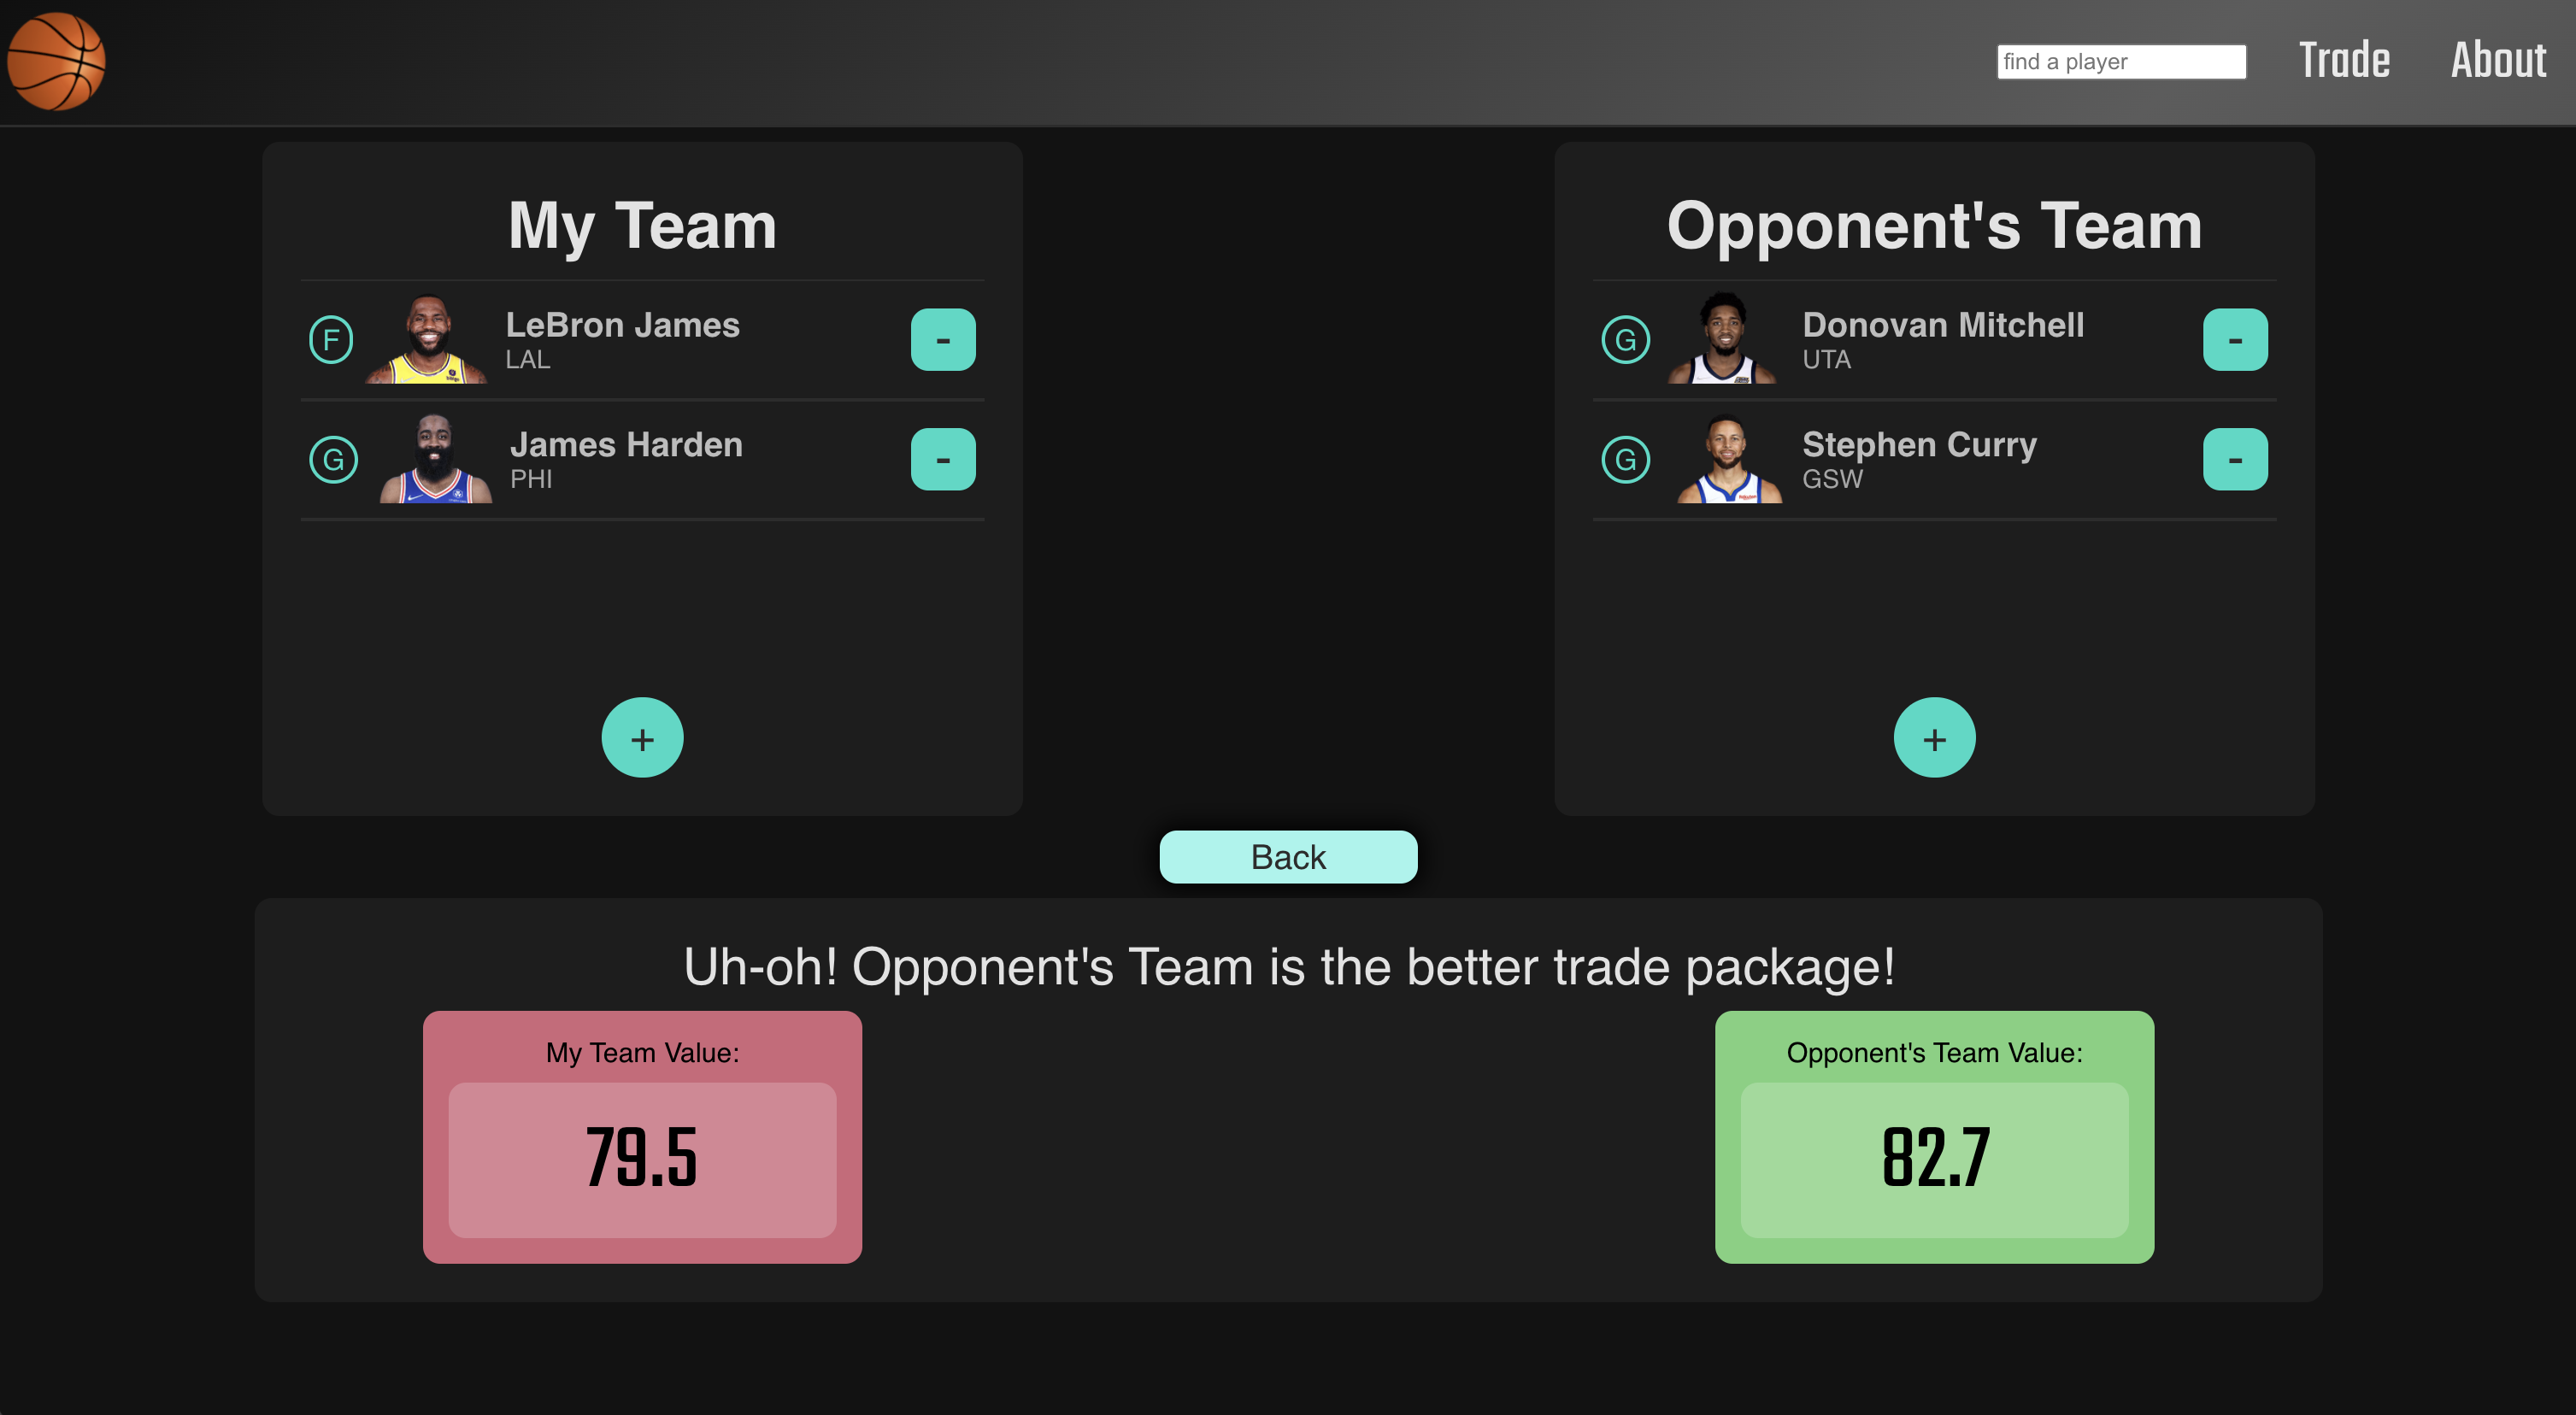 find a player
Trade
About
My Team
F
LeBron James
LAL
-
G
James Harden
PHI
-
+
Opponent's Team
G
Donovan Mitchell
UTA
-
G
Stephen Curry
GSW
-
+
Back
Uh-oh! Opponent's Team is the better trade package!
My Team Value:
79.5
Opponent's Team Value:
82.7